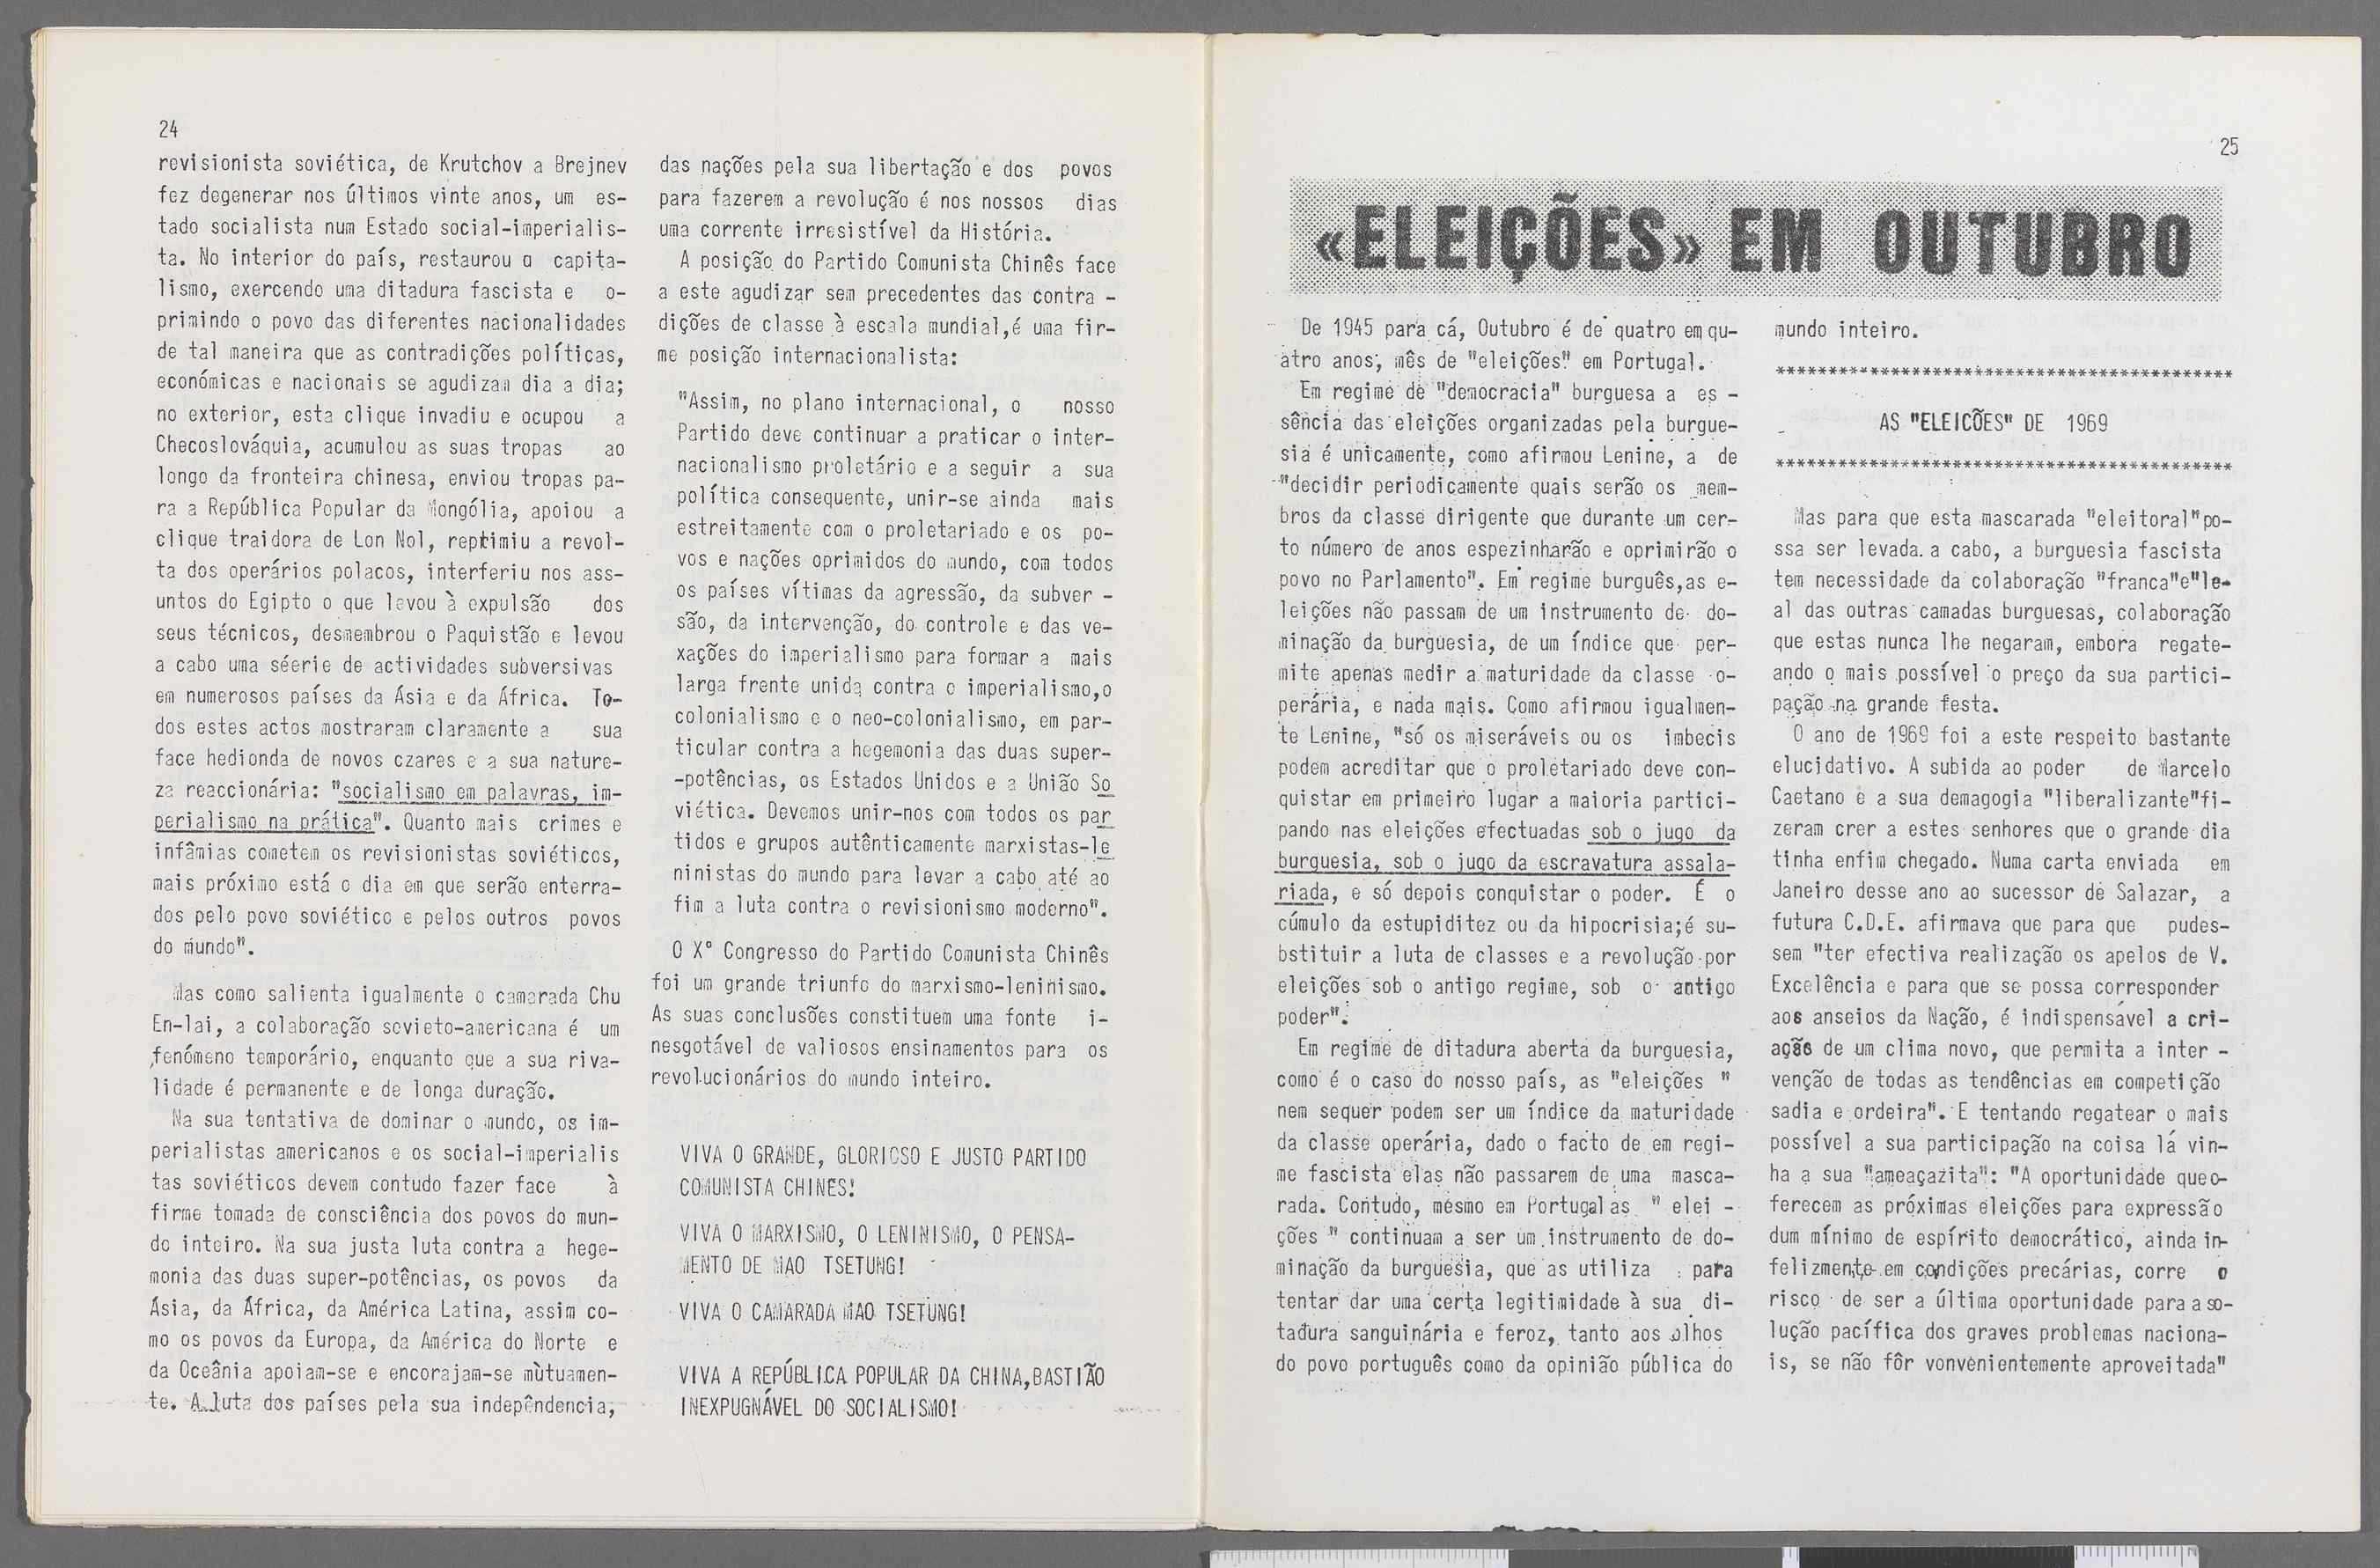 24
revisionista soviética, de Krutchov a Brejnev
fez degenerar nos últimos vinte anos, um es-
tado socialista num Estado social-imperialis-
ta. No interior do país, restaurou o capita-
lismo, exercendo uma ditadura fascista e o-
primindo o povo das diferentes nacionalidades
de tal maneira que as contradições políticas,
económicas e nacionais se agudizam dia a dia;
no exterior, esta clique invadiu e ocupou a
Checoslováquia, acumulou as suas tropas ao
longo da fronteira chinesa, enviou tropas pa-
ra a República Popular da Mongólia, apoiou a
clique traidora de Lon Nol, reprimiu a revol-
ta dos operários polacos, interferiu nos ass-
untos do Egipto o que levou à expulsão dos
seus técnicos, desmembrou o Paquistão e levou
a cabo uma séerie de actividades subversivas
em numerosos países da Ásia e da África. To-
dos estes actos mostraram claramente a sua
face hedionda de novos czares e a sua nature-
za reaccionária: "socialismo em palavras, im-
perialismo na prática". Quanto mais crimes e
infâmias cometem os revisionistas soviéticos,
mais próximo está o dia em que serão enterra-
dos pelo povo soviético e pelos outros povos
do mundo".
Mas como salienta igualmente o camarada Chu
En-lai, a colaboração sovieto-americana é um
fenómeno temporário, enquanto que a sua riva-
lidade é permanente e de longa duração.
Na sua tentativa de dominar o mundo, os im-
perialistas americanos e os social-imperialis
tas soviéticos devem contudo fazer face à
firme tomada de consciência dos povos do mun-
do inteiro. Na sua justa luta contra a hege-
monia das duas super-potências, os povos da
Ásia, da África, da América Latina, assim co-
mo os povos da Europa, da América do Norte e
da Oceânia apoiam-se e encorajam-se mùtuamen-
te. A luta dos países pela sua indepêndencia,
das nações pela sua libertação e dos povos
para fazerem a revolução é nos nossos dias
uma corrente irresistível da História.
A posição do Partido Comunista Chinês face
a este agudizar sem precedentes das contra -
dições de classe à escala mundial,é uma fir-
me posição internacionalista:
"Assim, no plano internacional, o nosso
Partido deve continuar a praticar o inter-
nacionalismo proletário e a seguir a sua
política consequente, unir-se ainda mais
estreitamente com o proletariado e os po-
vos e nações oprimidos do mundo, com todos
os países vítimas da agressão, da subver -
são, da intervenção, do controle e das ve-
xações do imperialismo para formar a mais
larga frente unida contra o imperialismo,o
colonialismo e o neo-colonialismo, em par-
ticular contra a hegemonia das duas super-
-potências, os Estados Unidos e a União So
viética. Devemos unir-nos com todos os par
tidos e grupos autênticamente marxistas-le
ninistas do mundo para levar a cabo até ao
fim a luta contra o revisionismo moderno".
O Xº Congresso do Partido Comunista Chinês
foi um grande triunfo do marxismo-leninismo.
As suas conclusões constituem uma fonte i-
nesgotável de valiosos ensinamentos para os
revolucionários do mundo inteiro.
VIVA O GRANDE, GLORIOSO E JUSTO PARTIDO
COMUNISTA CHINÊS!
VIVA O MARXISMO, O LENINISMO, O PENSA-
MENTO DE MAO TSETUNG!
VIVA O CAMARADA MAO TSETUNG!
VIVA A REPÚBLICA POPULAR DA CHINA,BASTIÃO
INEXPUGNÁVEL DO SOCIALISMO!
25
«ELEIÇÕES» EM OUTUBRO
De 1945 para cá, Outubro é de quatro em qu-
atro anos, mês de "eleições" em Portugal.
Em regime de "democracia" burguesa a es -
sência das eleições organizadas pela burgue-
sia é unicamente, como afirmou Lenine, a de
"decidir periodicamente quais serão os mem-
bros da classe dirigente que durante um cer-
to número de anos espezinharão e oprimirão o
povo no Parlamento". Em regime burguês,as e-
leições não passam de um instrumento de do-
minação da burguesia, de um índice que per-
mite apenas medir a maturidade da classe o-
perária, e nada mais. Como afirmou igualmen-
te Lenine, "só os miseráveis ou os imbecis
podem acreditar que o proletariado deve con-
quistar em primeiro lugar a maioria partici-
pando nas eleições efectuadas sob o jugo da
burguesia, sob o jugo da escravatura assala-
riada, e só depois conquistar o poder. É o
cúmulo da estupiditez ou da hipocrisia;é su-
bstituir a luta de classes e a revolução por
eleições sob o antigo regime, sob o antigo
poder".
Em regime de ditadura aberta da burguesia,
como é o caso do nosso país, as "eleições "
nem sequer podem ser um índice da maturidade
da classe operária, dado o facto de em regi-
me fascista elas não passarem de uma masca-
rada. Contudo, mesmo em Portugal as " elei -
ções " continuam a ser um instrumento de do-
minação da burguesia, que as utiliza para
tentar dar uma certa legitimidade à sua di-
tadura sanguinária e feroz, tanto aos olhos
do povo português como da opinião pública do
mundo inteiro.
********************************************
AS "ELEICÕES" DE 1969
********************************************
Mas para que esta mascarada "eleitoral"po-
ssa ser levada a cabo, a burguesia fascista
tem necessidade da colaboração "franca"e"le-
al das outras camadas burguesas, colaboração
que estas nunca lhe negaram, embora regate-
ando o mais possível o preço da sua partici-
pação na grande festa.
O ano de 1969 foi a este respeito bastante
elucidativo. A subida ao poder de Marcelo
Caetano e a sua demagogia "liberalizante"fi-
zeram crer a estes senhores que o grande dia
tinha enfim chegado. Numa carta enviada em
Janeiro desse ano ao sucessor de Salazar, a
futura C.D.E. afirmava que para que pudes-
sem "ter efectiva realização os apelos de V.
Excelência e para que se possa corresponder
aos anseios da Nação, é indispensável a cri-
ação de um clima novo, que permita a inter -
venção de todas as tendências em competição
sadia e ordeira". E tentando regatear o mais
possível a sua participação na coisa lá vin-
ha a sua "ameaçazita": "A oportunidade que o-
ferecem as próximas eleições para expressão
dum mínimo de espírito democrático, ainda in-
felizmente em condições precárias, corre o
risco de ser a última oportunidade para a so-
lução pacífica dos graves problemas naciona-
is, se não fôr vonvenientemente aproveitada"